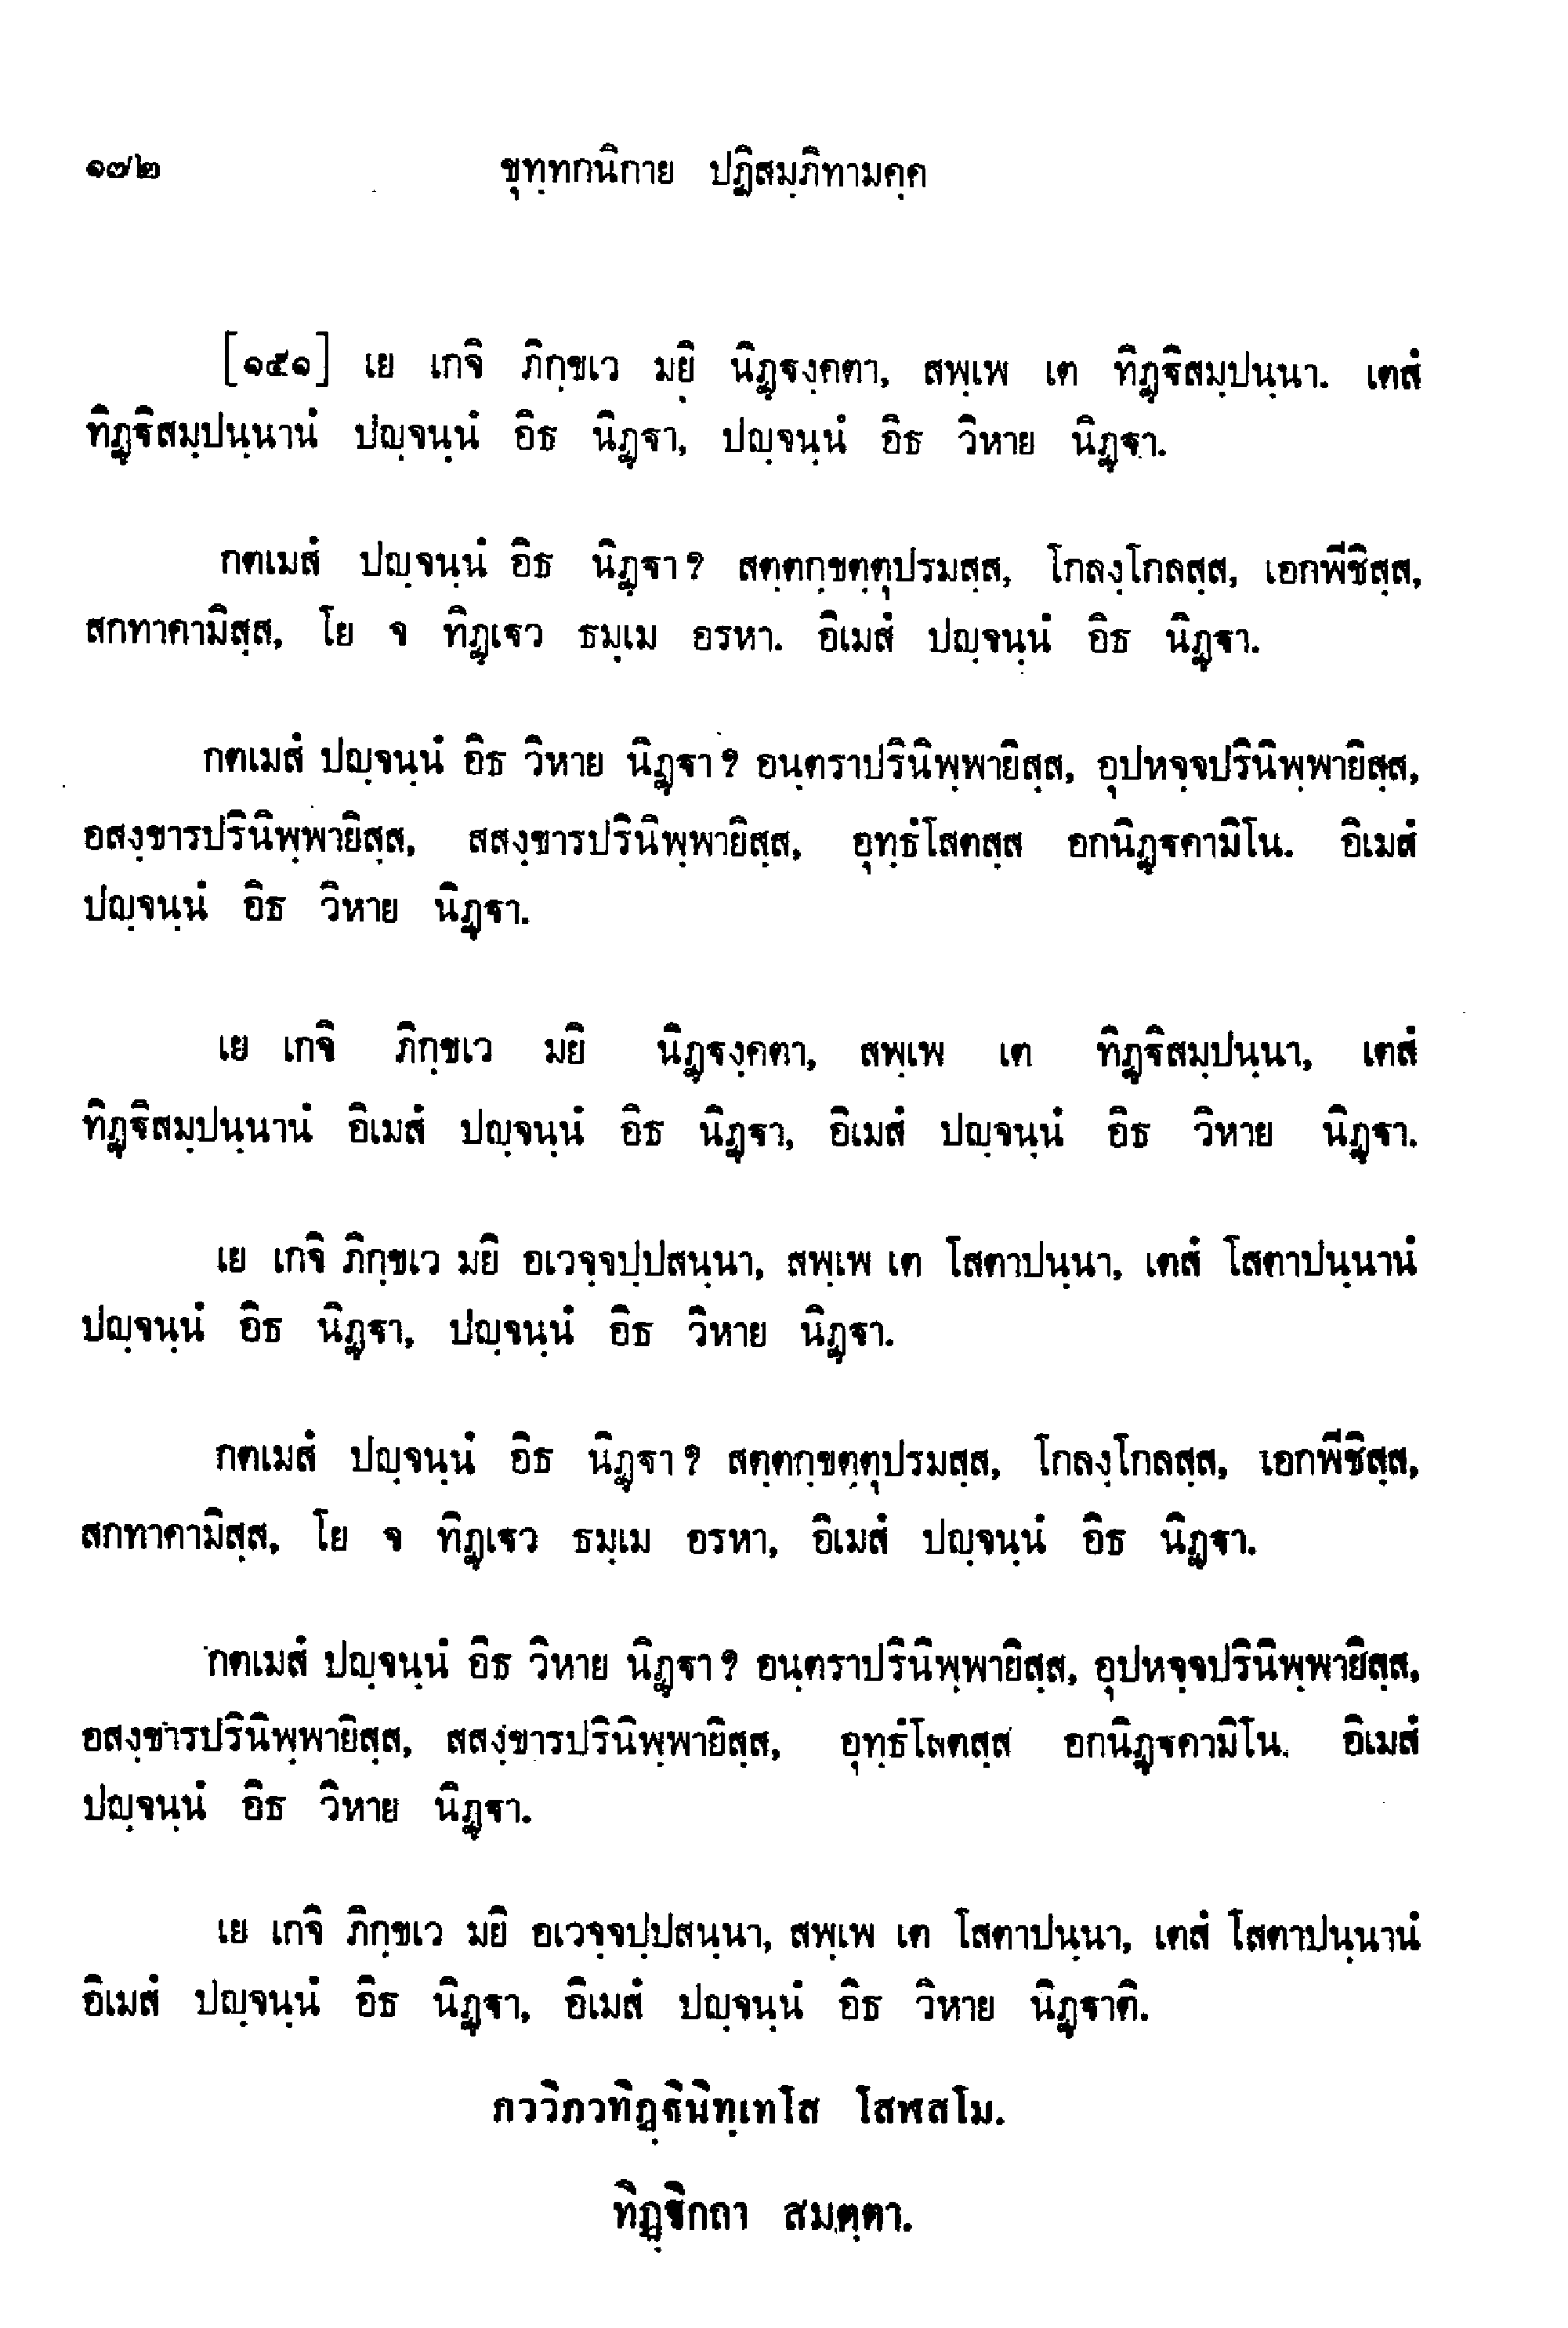 ๑๗๒ ขุทฺทกนิกาย ปฏิสมฺภิทามคฺค
[๑๕๑] เย เกจิ ภิกฺขเว มยิ นิฏฺฐงฺคตา, สพฺเพ เต ทิฏฺฐิสมฺปนฺนา. เตสํ
ทิฏฺฐิสมฺปนฺนานํ ปญฺจนฺนํ อิธ นิฏฺฐา, ปญฺจนฺนํ อิธ วิหาย นิฏฺฐา.
กตเมสํ ปญฺจนฺนํ อิธ นิฏฺฐา ? สตฺตกฺขตฺตุปรมสฺส, โกลงฺโกลสฺส, เอกพีชิสฺส,
สกทาคามิสฺส, โย จ ทิฏฺเฐว ธมฺเม อรหา. อิเมสํ ปญฺจนฺนํ อิธ นิฏฺฐา.
กตเมสํ ปญฺจนฺนํ อิธ วิหาย นิฏฺฐา ? อนฺตราปรินิพฺพายิสฺส, อุปหจฺจปรินิพฺพายิสฺส,
อสงฺขารปรินิพฺพายิสฺส, สสงฺขารปรินิพฺพายิสฺส, อุทฺธํโสตสฺส อกนิฏฺฐคามิโน. อิเมสํ
ปญฺจนฺนํ อิธ วิหาย นิฏฺฐา.
เย เกจิ ภิกฺขเว มยิ นิฏฺฐงฺคตา, สพฺเพ เต ทิฏฺฐิสมฺปนฺนา, เตสํ
ทิฏฺฐิสมฺปนฺนานํ อิเมสํ ปญฺจนฺนํ อิธ นิฏฺฐา, อิเมสํ ปญฺจนฺนํ อิธ วิหาย นิฏฺฐา.
เย เกจิ ภิกฺขเว มยิ อเวจฺจปฺปสนฺนา, สพฺเพ เต โสตาปนฺนา, เตสํ โสตาปนฺนานํ
ปญฺจนฺนํ อิธ นิฏฺฐา, ปญฺจนฺนํ อิธ วิหาย นิฏฺฐา.
กตเมสํ ปญฺจนฺนํ อิธ นิฏฺฐา ? สตฺตกฺขตฺตุปรมสฺส, โกลงฺโกลสฺส, เอกพีชิสฺส,
สกทาคามิสฺส, โย จ ทิฏฺเฐว ธมฺเม อรหา, อิเมสํ ปญฺจนฺนํ อิธ นิฏฺฐา.
กตเมสํ ปญฺจนฺนํ อิธ วิหาย นิฏฺฐา ? อนฺตราปรินิพฺพายิสฺส, อุปหจฺจปรินิพฺพายิสฺส,
อสงฺขารปรินิพฺพายิสฺส, สสงฺขารปรินิพฺพายิสฺส, อุทฺธํโสตสฺส อกนิฏฺฐคามิโน. อิเมสํ
ปญฺจนฺนํ อิธ วิหาย นิฏฺฐา.
เย เกจิ ภิกฺขเว มยิ อเวจฺจปฺปสนฺนา, สพฺเพ เต โสตาปนฺนา, เตสํ โสตาปนฺนานํ
อิเมสํ ปญฺจนฺนํ อิธ นิฏฺฐา, อิเมสํ ปญฺจนฺนํ อิธ วิหาย นิฏฺฐาติ.
ภววิภวทิฏฺฐินิทฺเทโส โสฬสโม.
ทิฏฺฐิกถา สมตฺตา.